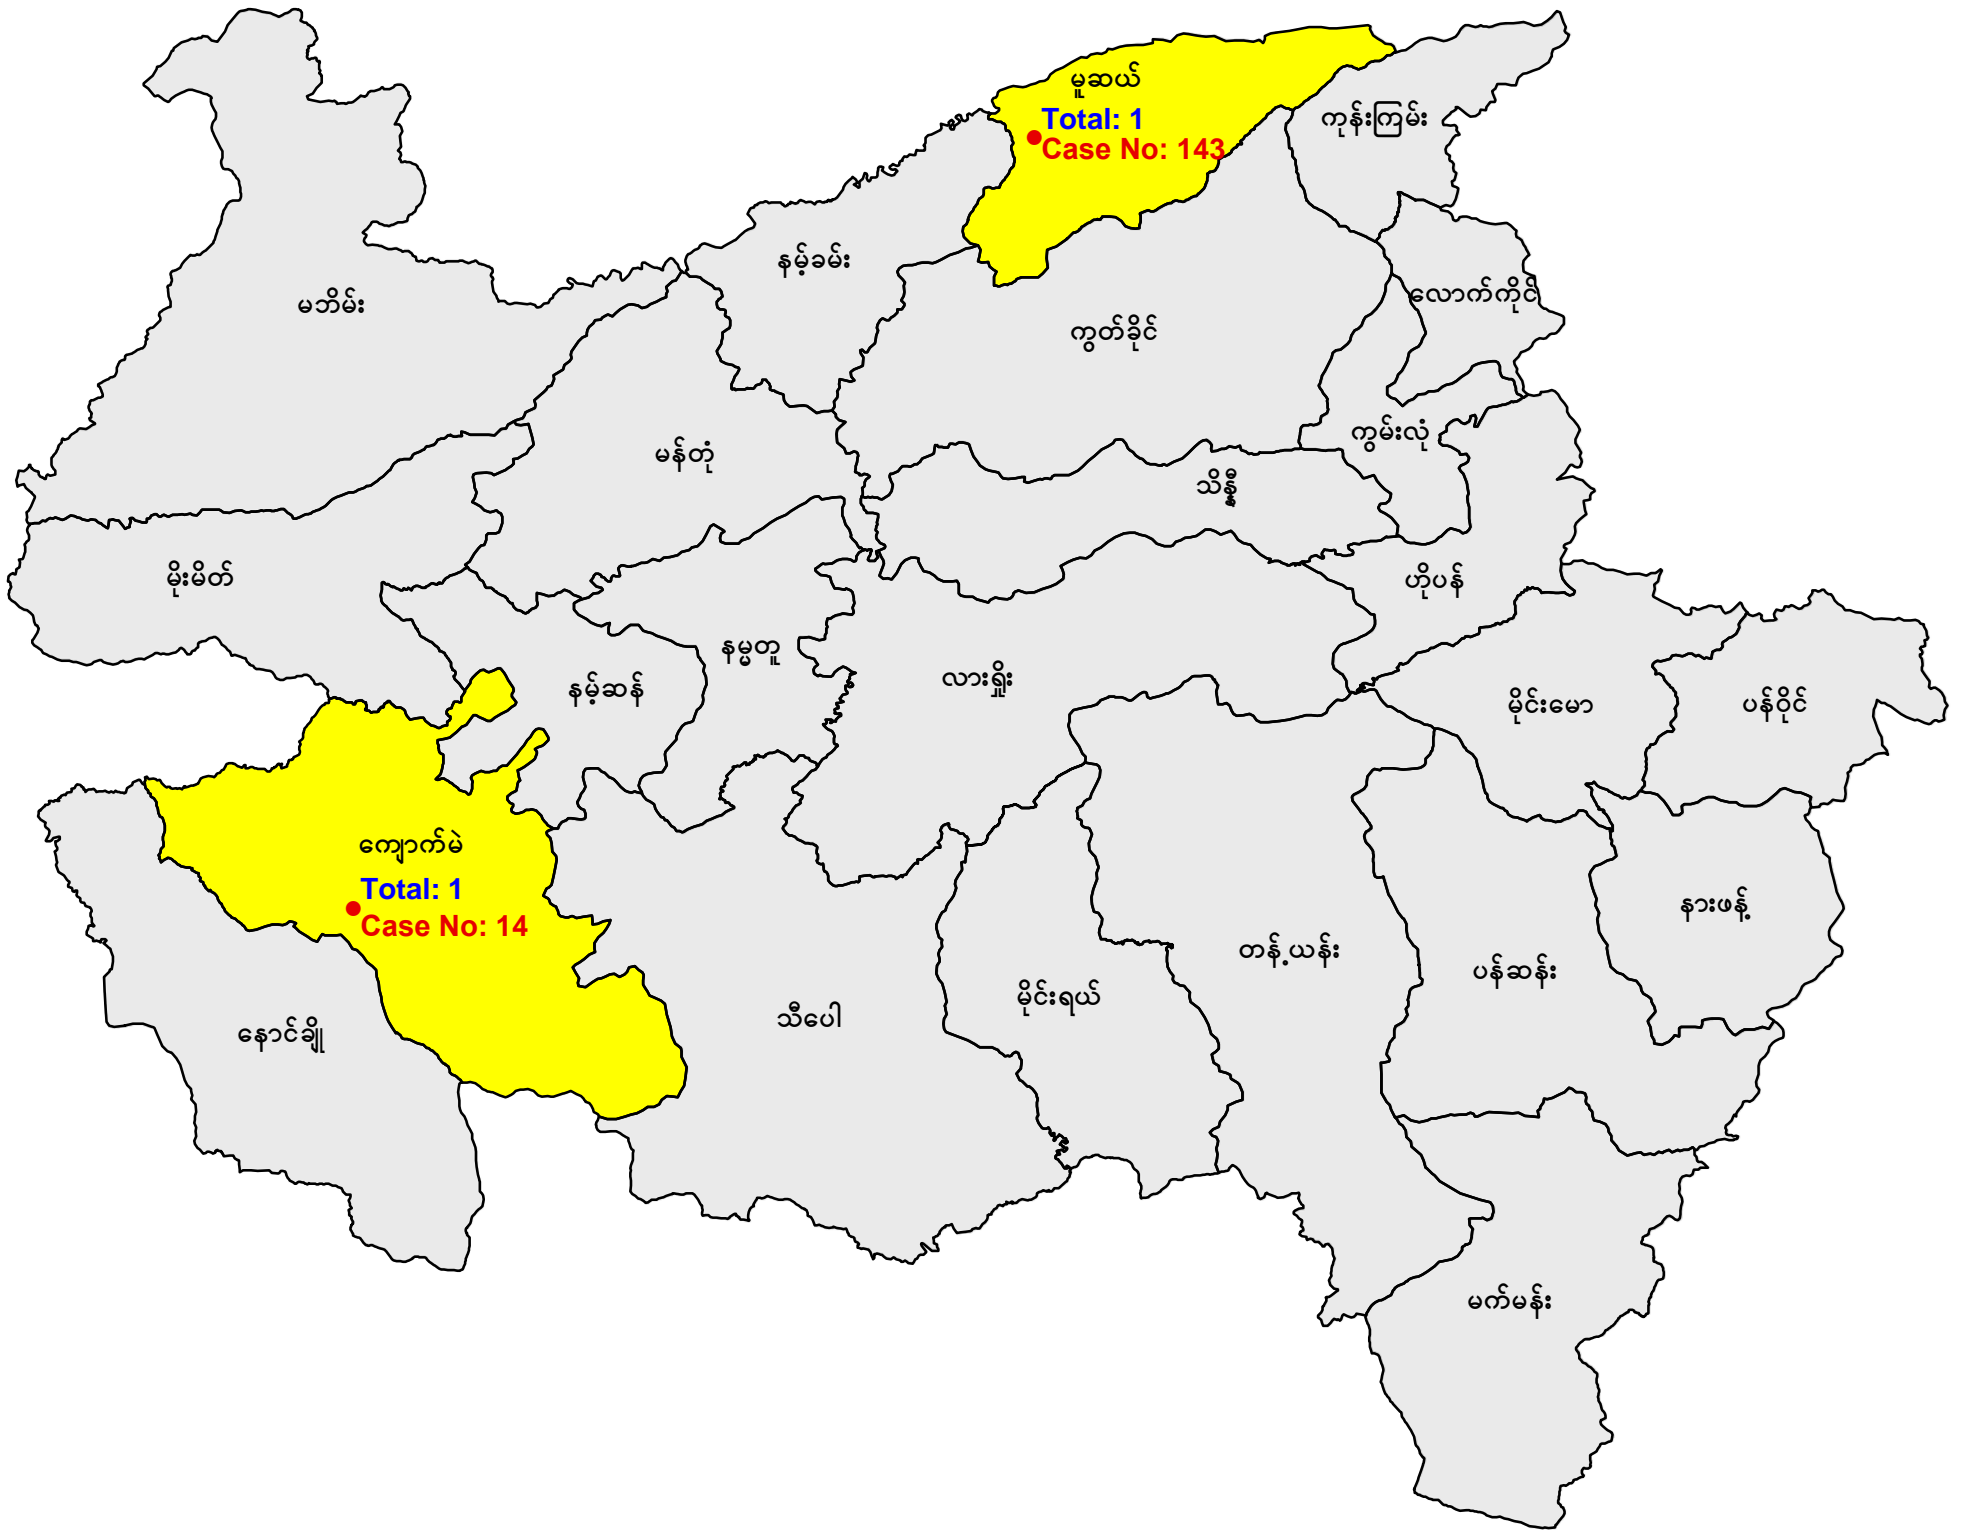 မူဆယ်
Total: 1
Case No: 143
ကုန်းကြမ်း
နမ့်ခမ်း
လောက်ကိုင်
မဘိမ်း
ကွတ်ခိုင်
ကွမ်းလုံ
မန်တုံ
သိန္နီ
မိုးမိတ်
ဟိုပန်
နမ္မတူ
နမ့်ဆန်
လားရှိုး
မိုင်းမော
ပန်ဝိုင်
ကျောက်မဲ
Total: 1
Case No: 14
နားဖန့်
တန့်ယန်း
ပန်ဆန်း
မိုင်းရယ်
သီပေါ
နောင်ချို
မက်မန်း